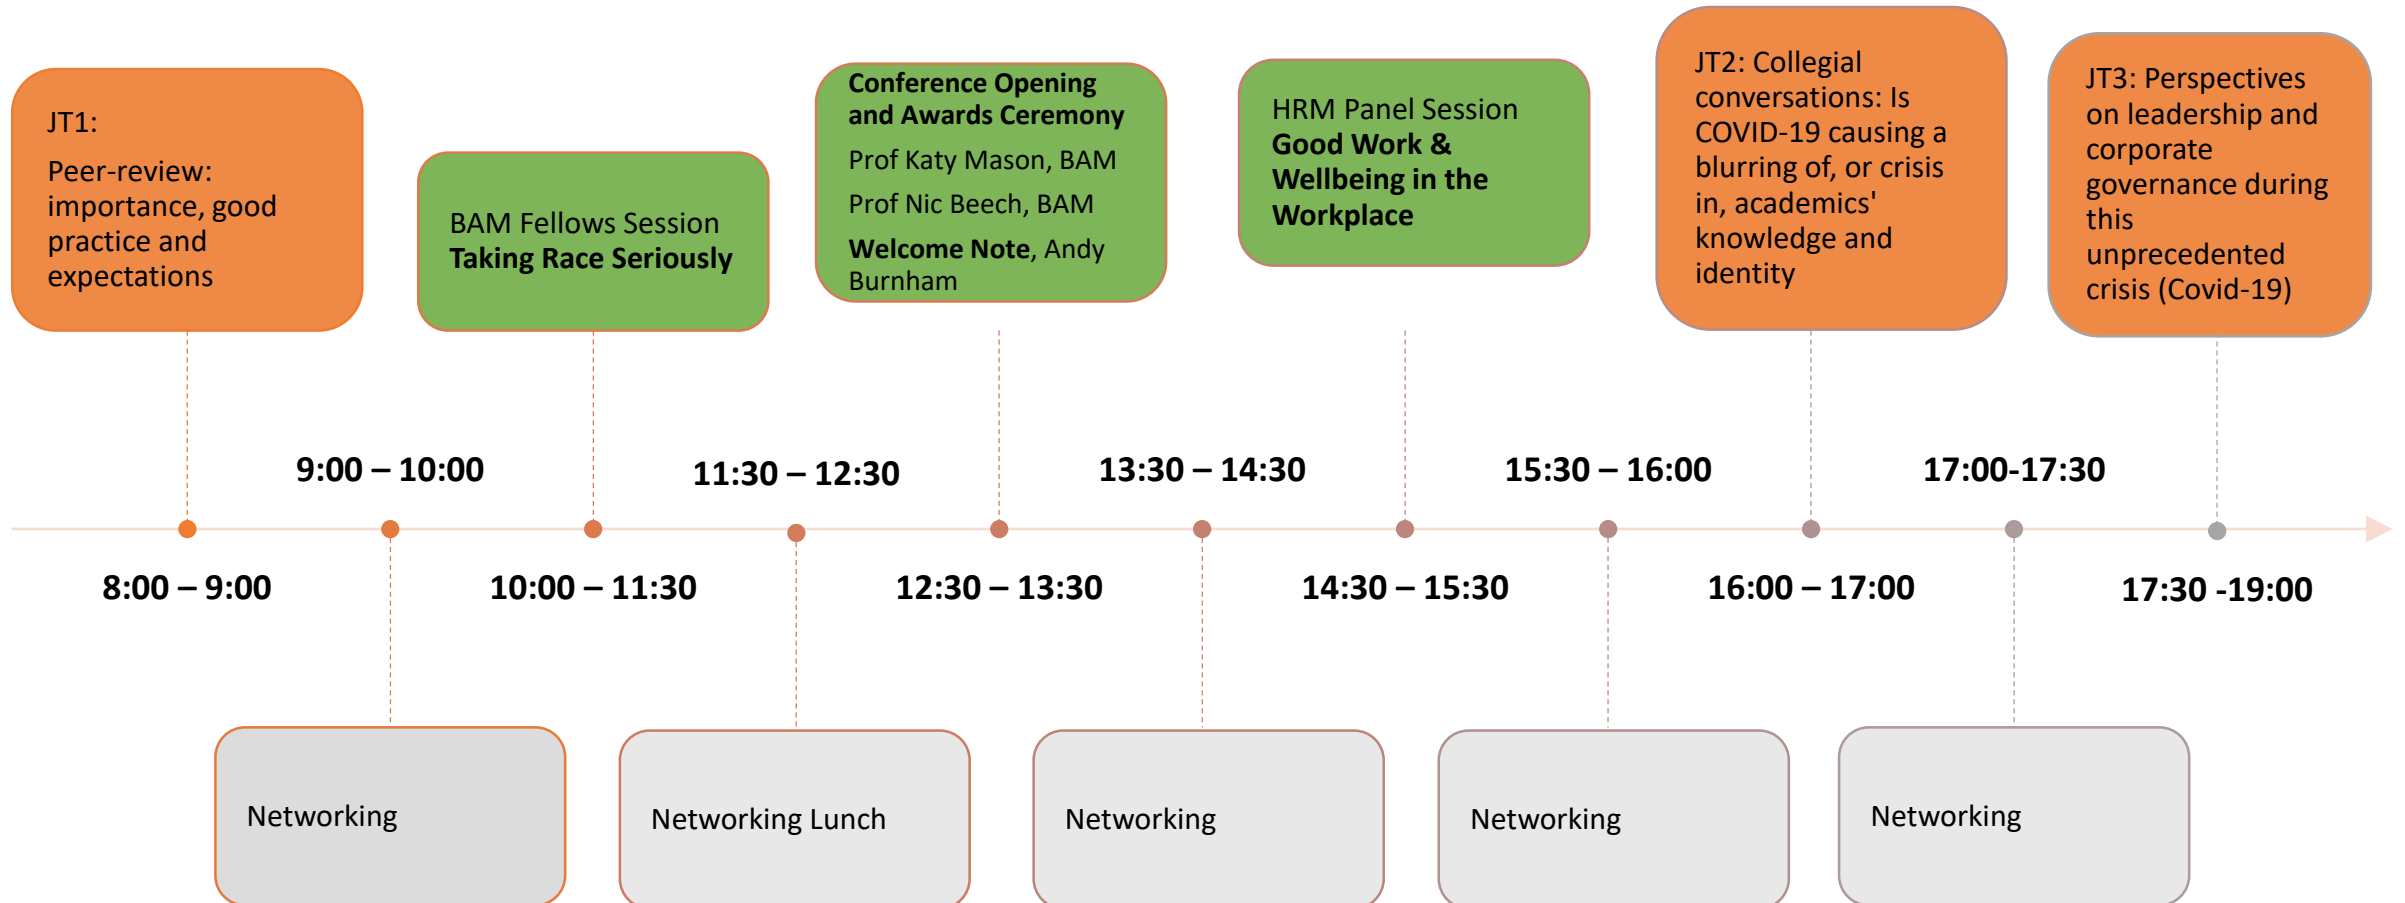 JT1:
Peer-review:
importance, good
practice and
expectations
BAM Fellows Session
Taking Race Seriously
Conference Opening
and Awards Ceremony
Prof Katy Mason, BAM
Prof Nic Beech, BAM
Welcome Note, Andy
Burnham
HRM Panel Session
Good Work &
Wellbeing in the
Workplace
JT2: Collegial
conversations: Is
COVID-19 causing a
blurring of, or crisis
in, academics'
knowledge and
identity
JT3: Perspectives
on leadership and
corporate
governance during
this
unprecedented
crisis (Covid-19)
9:00 – 10:00
11:30 – 12:30
13:30 – 14:30
15:30 – 16:00
17:00-17:30
8:00 – 9:00
10:00 – 11:30
12:30 – 13:30
14:30 – 15:30
16:00 – 17:00
17:30 -19:00
Networking
Networking Lunch
Networking
Networking
Networking